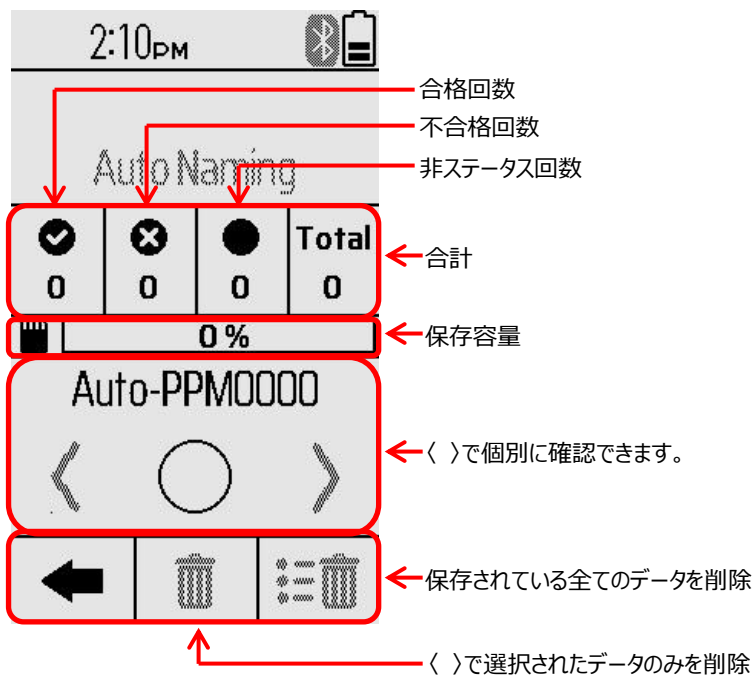 2:10PM
合格回数
不合格回数
Auto Naming
非ステータス回数
Total
0 0 0 0
合計
0%
保存容量
Auto-PPM0000
〈 〉で個別に確認できます。
保存されている全てのデータを削除
〈 〉で選択されたデータのみを削除